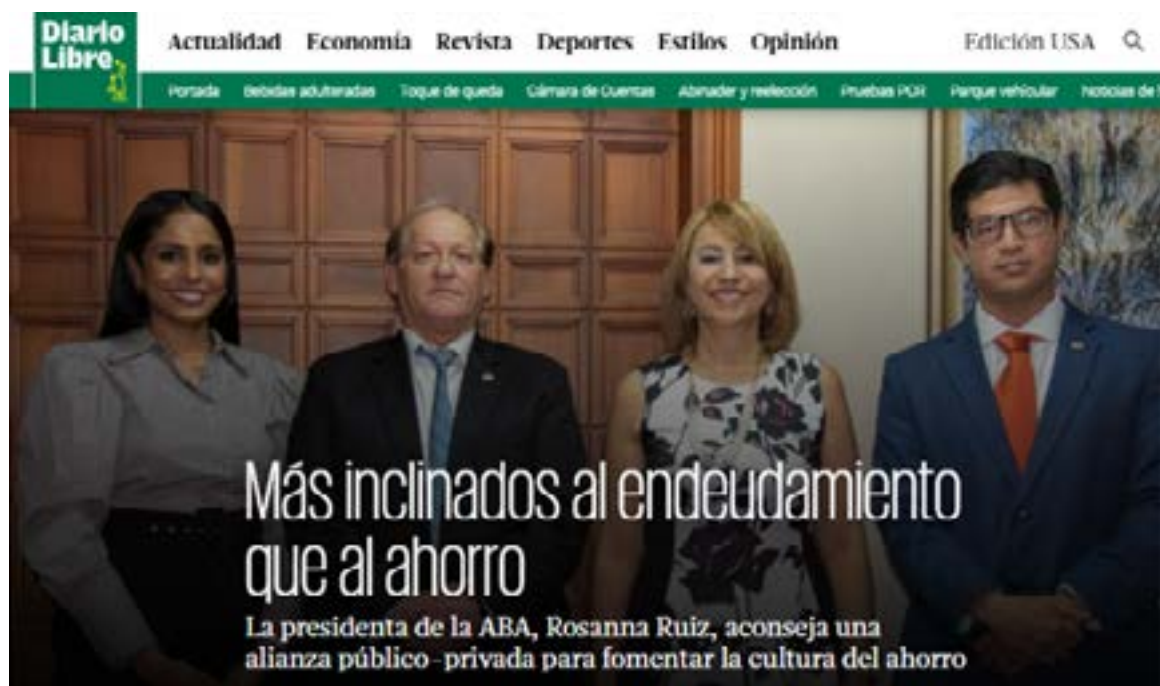 Diario
Libre
Actualidad Economía Revista Deportes Estilos Opinión Edición USA
Portada Bebidas adulteradas Toque de queda Cámara de Cuentas Abinader y reelección Pruebas PCR Parque vehicular Noticias de
Más inclinados al endeudamiento
que al ahorro
La presidenta de la ABA, Rosanna Ruiz, aconseja una
alianza público-privada para fomentar la cultura del ahorro